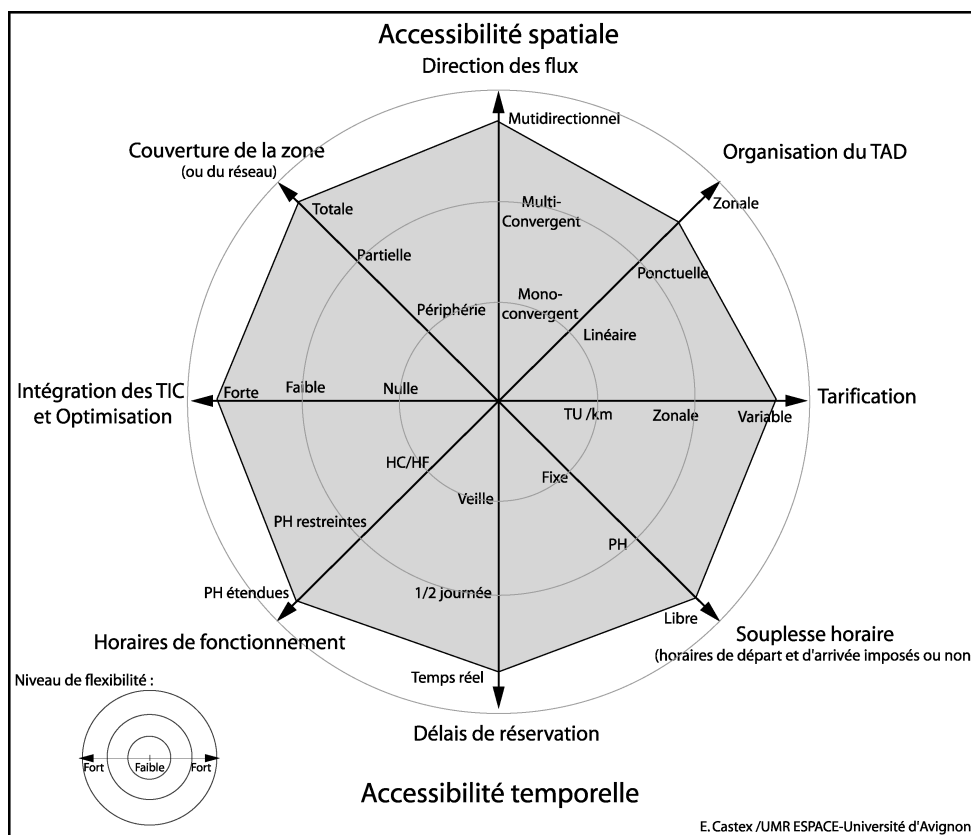 Accessibilité spatiale
Direction des flux
Mutidirectionnel
Couverture de la zone
(ou du réseau)
Organisation du TAD
Totale
Multi-
Convergent
Zonale
Partielle
Ponctuelle
Périphérie
Mono-
convergent
Linéaire
Intégration des TIC
et Optimisation
Forte
Faible
Nulle
TU /km
Zonale
Variable
Tarification
HC/HF
Fixe
Veille
PH restreintes
PH
PH étendues
1/2 journée
Libre
Horaires de fonctionnement
Souplesse horaire
(horaires de départ et d'arrivée imposés ou non
Temps réel
Niveau de flexibilité :
Délais de réservation
Fort
Faible
Fort
Accessibilité temporelle
E. Castex /UMR ESPACE-Université d'Avignon